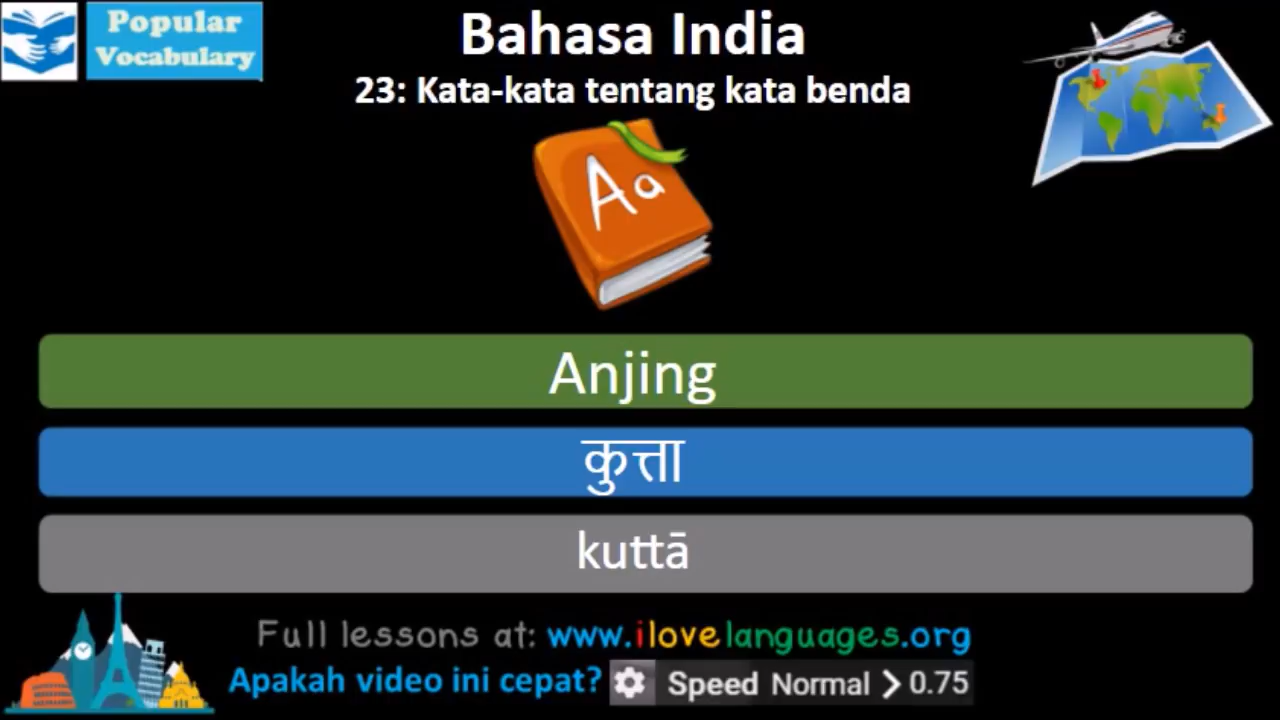 Popular
Vocabulary
Bahasa India
23: Kata-kata tentang kata benda
Aa
Anjing
कुत्ता
kuttā
Full lessons at: www.ilovelanguages.org
Apakah video ini cepat? Speed Normal > 0.75